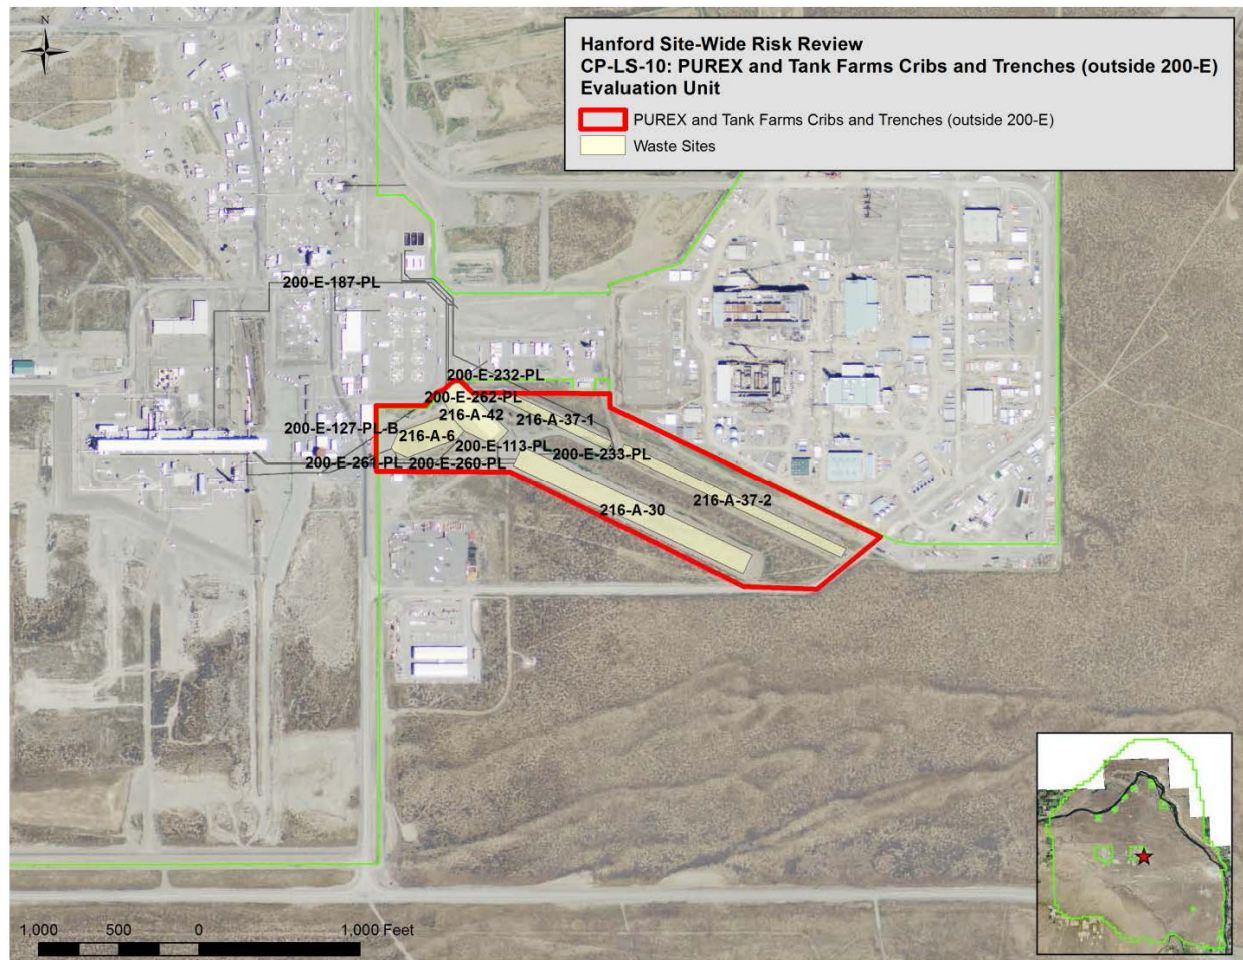 N
Hanford Site-Wide Risk Review
CP-LS-10: PUREX and Tank Farms Cribs and Trenches (outside 200-E)
Evaluation Unit
PUREX and Tank Farms Cribs and Trenches (outside 200-E)
Waste Sites
200-E-187-PL
200-E-232-PL
200-E-262-PL
216-A-42
216-A-37-1
200-E-127-PL-B
216-A-6
200-E-113-PL
200-E-233-PL
200-E-261-PL
200-E-260-PL
216-A-37-2
216-A-30
1,000 500 0 1,000 Feet